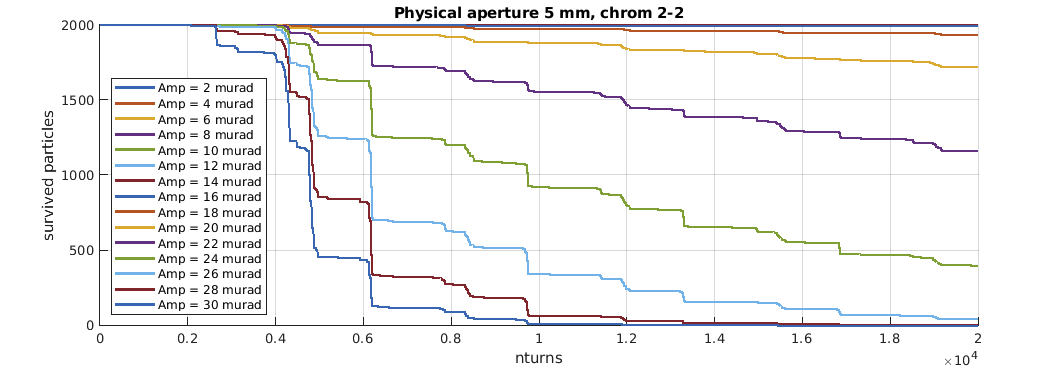 Physical aperture 5 mm, chrom 2-2
survived particles
2000
1500
1000
500
0
Amp = 2 murad
Amp = 4 murad
Amp = 6 murad
Amp = 8 murad
Amp = 10 murad
Amp = 12 murad
Amp = 14 murad
Amp = 16 murad
Amp = 18 murad
Amp = 20 murad
Amp = 22 murad
Amp = 24 murad
Amp = 26 murad
Amp = 28 murad
Amp = 30 murad
0 0.2 0.4 0.6 0.8 1 1.2 1.4 1.6 1.8 2
nturns
×10⁴